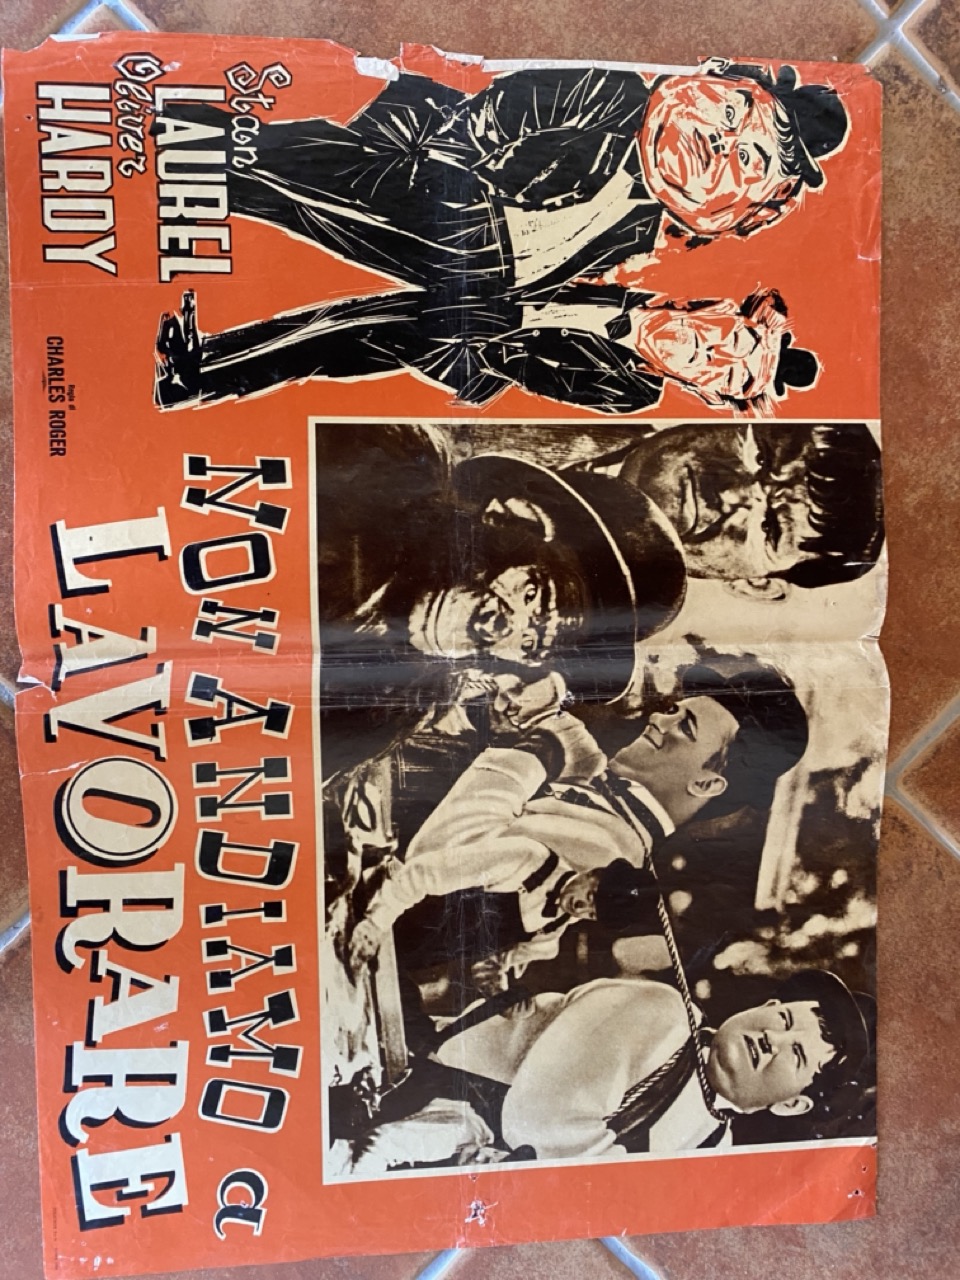 Stan
LAUREL
Oliver
HARDY
Regia di
CHARLES ROGER
NON ANDIAMO a
LAVORARE